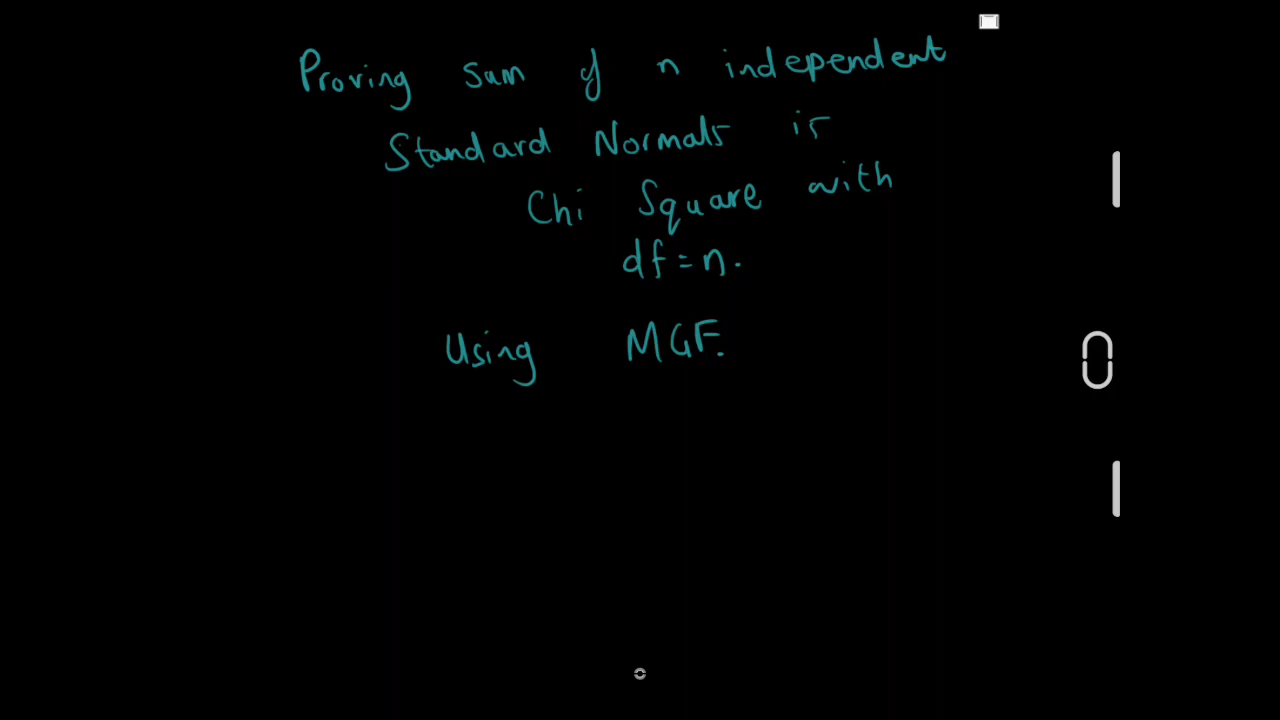 Proving sum of n independent
Standard Normals is
Chi Square with
df = n.
Using MGF.